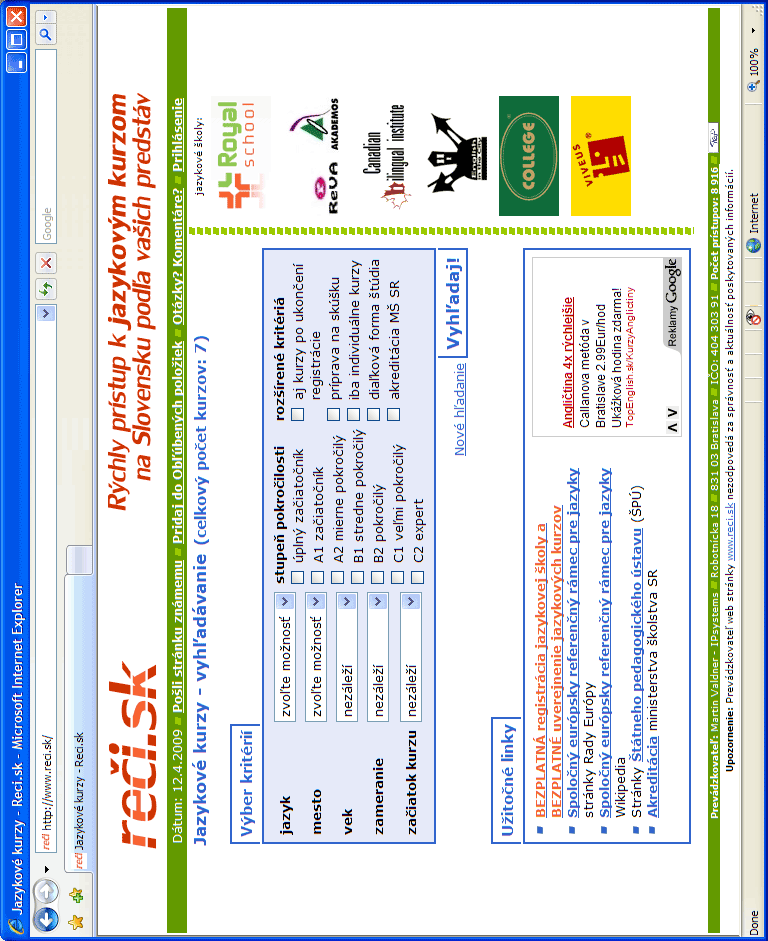 Jazykové kurzy - Reci.sk - Microsoft Internet Explorer
reči http://www.reci.sk/
Google
reči Jazykové kurzy - Reci.sk
reči.sk
Rýchly prístup k jazykovým kurzom
na Slovensku podľa vašich predstáv
Dátum: 12.4.2009 Pošli stránku známemu Pridaj do Obľúbených položiek Otázky? Komentáre? Prihlásenie
Jazykové kurzy - vyhľadávanie (celkový počet kurzov: 7)
Výber kritérií
jazyk
zvoľte možnosť
mesto
zvoľte možnosť
vek
nezáleží
zameranie
nezáleží
začiatok kurzu
nezáleží
stupeň pokročilosti
úplný začiatočník
A1 začiatočník
A2 mierne pokročilý
B1 stredne pokročilý
B2 pokročilý
C1 veľmi pokročilý
C2 expert
rozšírené kritériá
aj kurzy po ukončení
registrácie
príprava na skúšku
iba individuálne kurzy
diaľková forma štúdia
akreditácia MŠ SR
Nové hľadanie
Vyhľadaj!
Užitočné linky
BEZPLATNÁ registrácia jazykovej školy a
BEZPLATNÉ uverejnenie jazykových kurzov
Spoločný európsky referenčný rámec pre jazyky
stránky Rady Európy
Spoločný európsky referenčný rámec pre jazyky
Wikipedia
Stránky Štátneho pedagogického ústavu (ŠPÚ)
Akreditácia ministerstva školstva SR
Angličtina 4x rýchlejšie
Callanova metóda v
Bratislave 2.99Eur/hod
Ukážková hodina zdarma!
TopEnglish.sk/KurzyAnglictiny
Reklamy Google
jazykové školy:
Royal
school
ReVA AKADEMOS
Canadian
Bilingual Institute
English
in the City
COLLEGE
VIVEUS
Prevádzkovateľ: Martin Valdner - IPsystems Robotnícka 18 831 03 Bratislava IČO: 404 303 91 Počet prístupov: 8 916 TOP
Upozornenie: Prevádzkovateľ web stránky www.reci.sk nezodpovedá za správnosť a aktuálnosť poskytovaných informácií.
Done
Internet
100%